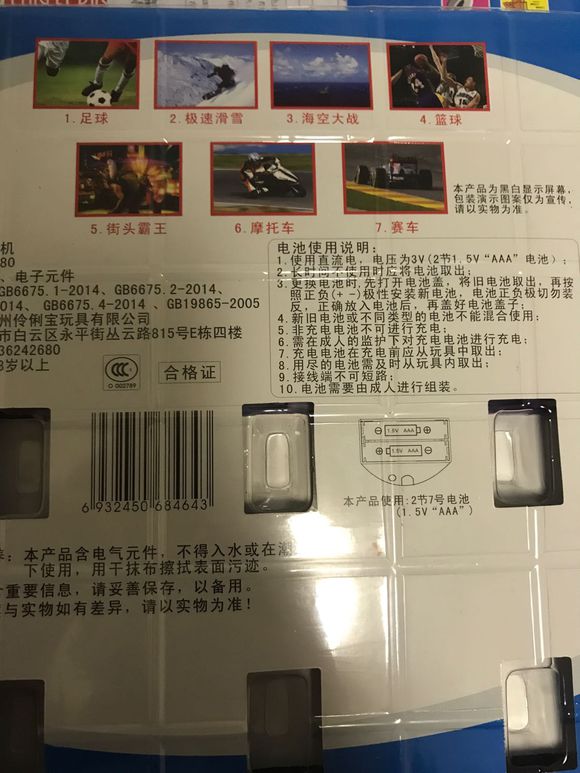 1.足球
2.极速滑雪
3.海空大战
4.篮球
5.街头霸王
6.摩托车
7.赛车
本产品为黑白显示屏幕,
包装演示图案仅为宣传,
请以实物为准。
机
80
、电子元件
GB6675.1-2014、GB6675.2-2014、
014、GB6675.4-2014 、GB19865-2005
州伶俐宝玩具有限公司
市白云区永平街丛云路815号E栋四楼
36242680
3岁以上
CCC
O 002789
合格证
电池使用说明:
1.使用直流电,电压为3V(2节1.5V“AAA”电池);
2.长时间不使用时应将电池取出;
3.更换电池时,先打开电池盖,将旧电池取出,再按
照正负(+ -)极性安装新电池,电池正负极切勿装
反,正确放入电池后,再盖好电池盖子;
4.新旧电池或不同类型的电池不能混合使用;
5.非充电电池不可进行充电;
6.需在成人的监护下对充电电池进行充电;
7.充电电池在充电前应从玩具中取出;
8.用尽的电池需及时从玩具内取出;
9.接线端不可短路;
10.电池需要由成人进行组装。
1.5V AAA
1.5V AAA
本产品使用:2节7号电池
(1.5V “AAA”)
6 932450 684643
:本产品含电气元件,不得入水或在潮
下使用,用干抹布擦拭表面污迹。
重要信息,请妥善保存,以备用。
与实物如有差异,请以实物为准!